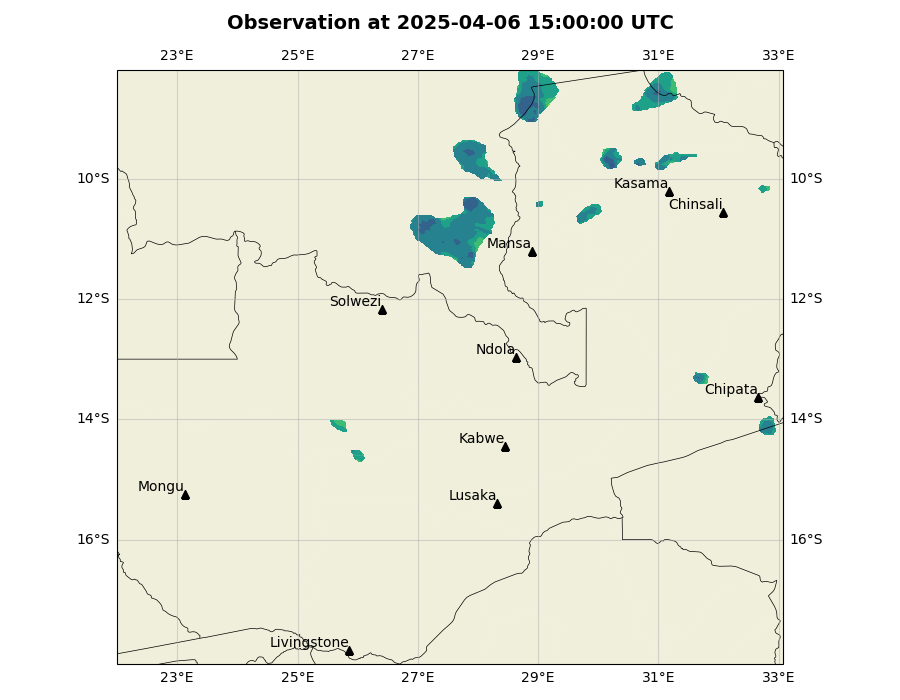 Observation at 2025-04-06 15:00:00 UTC
23°E 25°E 27°E 29°E 31°E 33°E
10°S 10°S
Kasama
Chinsali
Mansa
12°S 12°S
Solwezi
Ndola
Chipata
14°S 14°S
Kabwe
Mongu
Lusaka
16°S 16°S
Livingstone
23°E 25°E 27°E 29°E 31°E 33°E